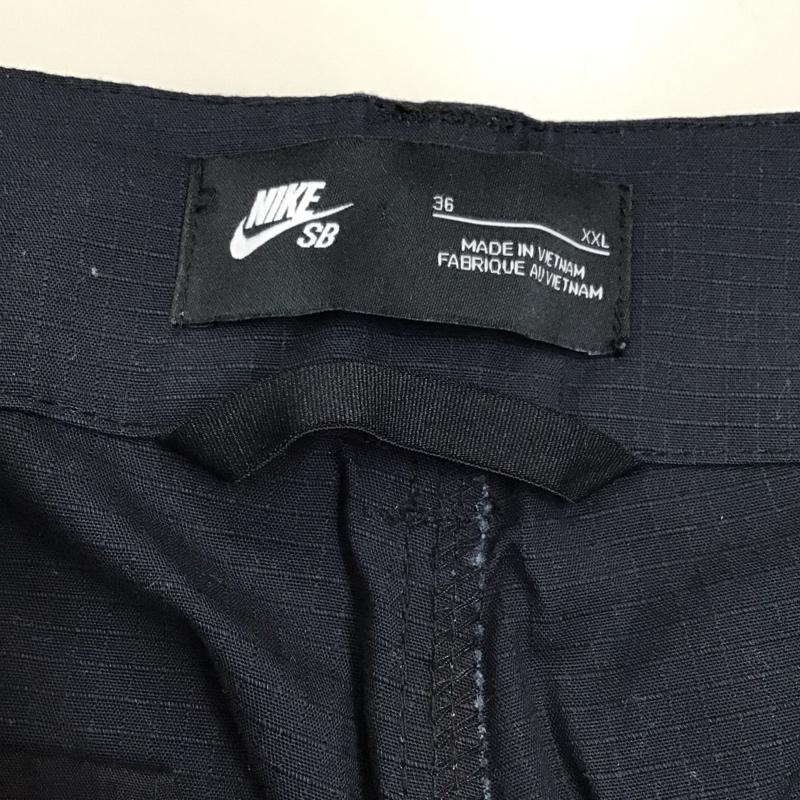 NIKE
SB
36
XXL
MADE IN VIETNAM
FABRIQUE AU VIETNAM